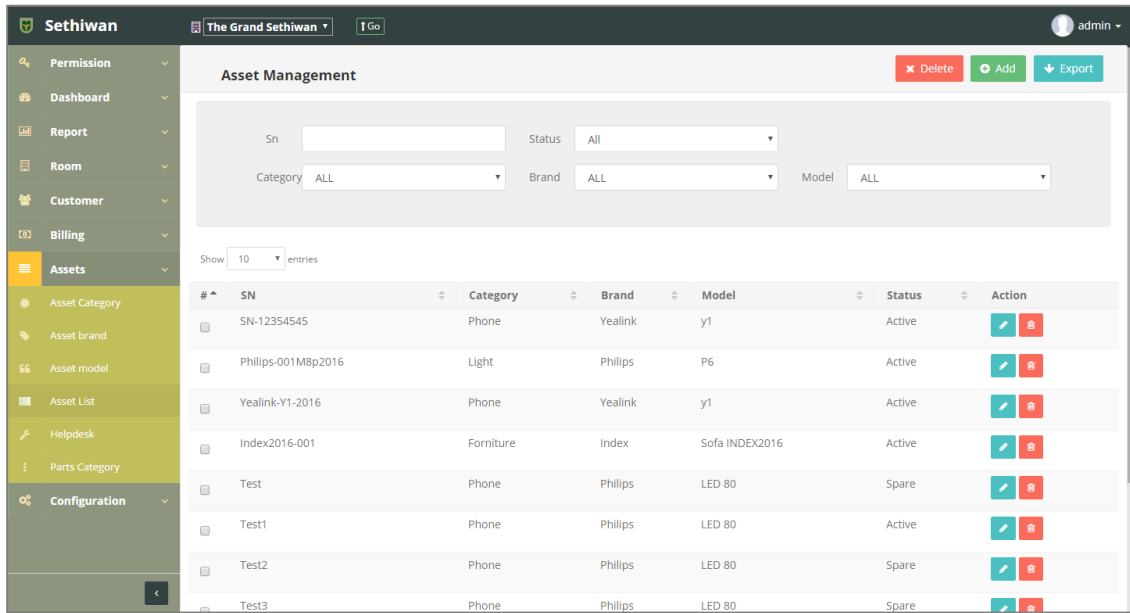 Sethiwan The Grand Sethiwan Go admin
Permission
Dashboard
Report
Room
Customer
Billing
Assets
Asset Category
Asset brand
Asset model
Asset List
Helpdesk
Parts Category
Configuration
Asset Management Delete Add Export
Sn Status All
Category ALL Brand ALL Model ALL
Show 10 entries
# SN Category Brand Model Status Action
SN-12354545 Phone Yealink y1 Active
Philips-001M8p2016 Light Philips P6 Active
Yealink-Y1-2016 Phone Yealink y1 Active
Index2016-001 Forniture Index Sofa INDEX2016 Active
Test Phone Philips LED 80 Spare
Test1 Phone Philips LED 80 Active
Test2 Phone Philips LED 80 Spare
Test3 Phone Philips LED 80 Spare